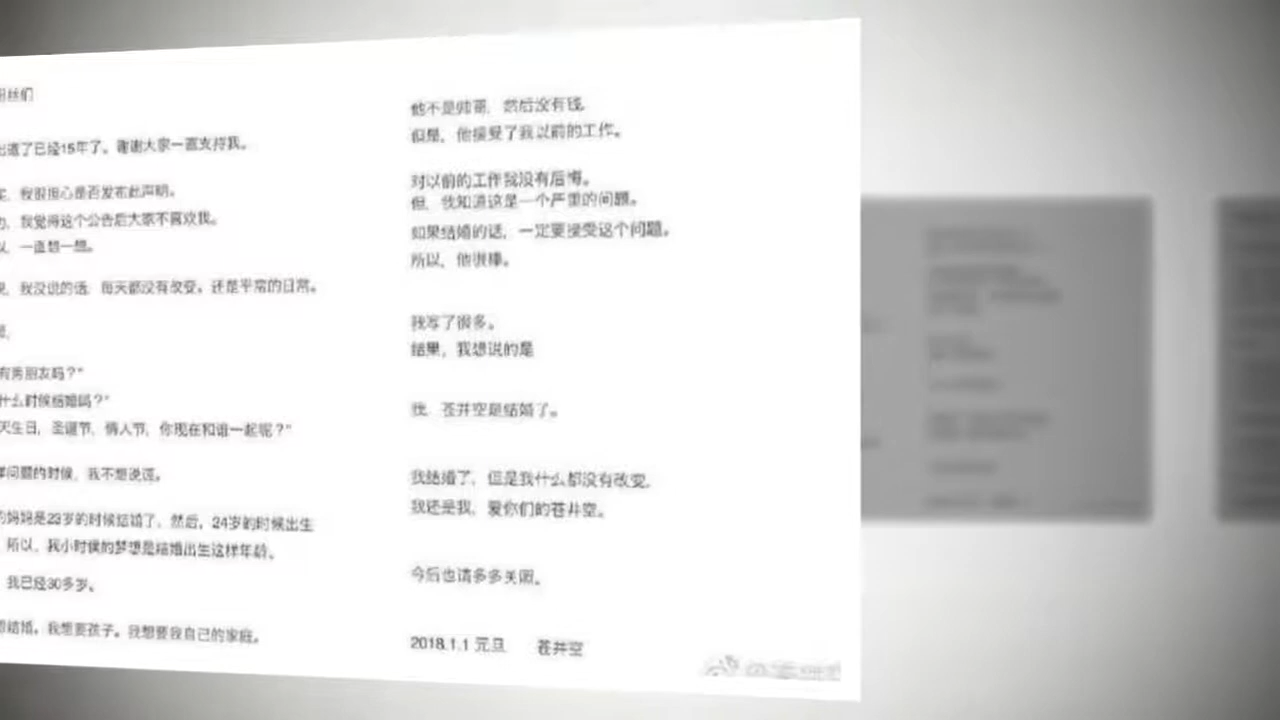 粉丝们
出道了已经15年了。谢谢大家一直支持我。
我很担心是否发布此声明。
我觉得这个公告后大家不喜欢我。
一直想一想。
我没说的话，每天都没有改变。还是平常的日常。
有男朋友吗？”
什么时候结婚吗？”
天生日，圣诞节，情人节，你现在和谁一起呢？”
样问题的时候，我不想说谎。
的妈妈是23岁的时候结婚了，然后，24岁的时候出生
所以，我小时候的梦想是结婚出生这样年龄、
我已经30多岁。
想结婚。我想要孩子。我想要我自己的家庭。
他不是帅哥，然后没有钱，
但是，他接受了我以前的工作。
对以前的工作我没有后悔。
但，我知道这是一个严重的问题。
如果结婚的话，一定要接受这个问题。
所以，他很棒。
我写了很多。
结果，我想说的是
我，苍井空是结婚了。
我结婚了，但是我什么都没有改变，
我还是我，爱你们的苍井空。
今后也请多多关照。
2018.1.1 元旦 苍井空